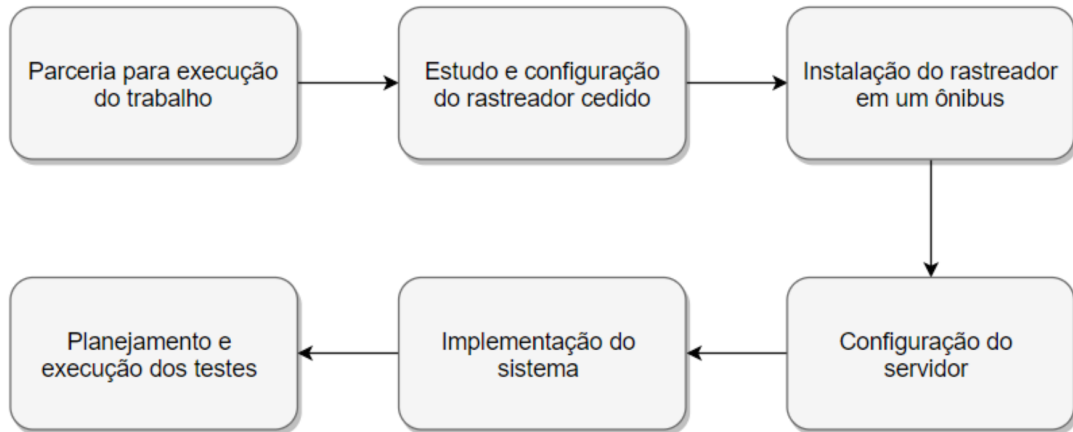 Parceria para execução
do trabalho
Estudo e configuração
do rastreador cedido
Instalação do rastreador
em um ônibus
Planejamento e
execução dos testes
Implementação do
sistema
Configuração do
servidor